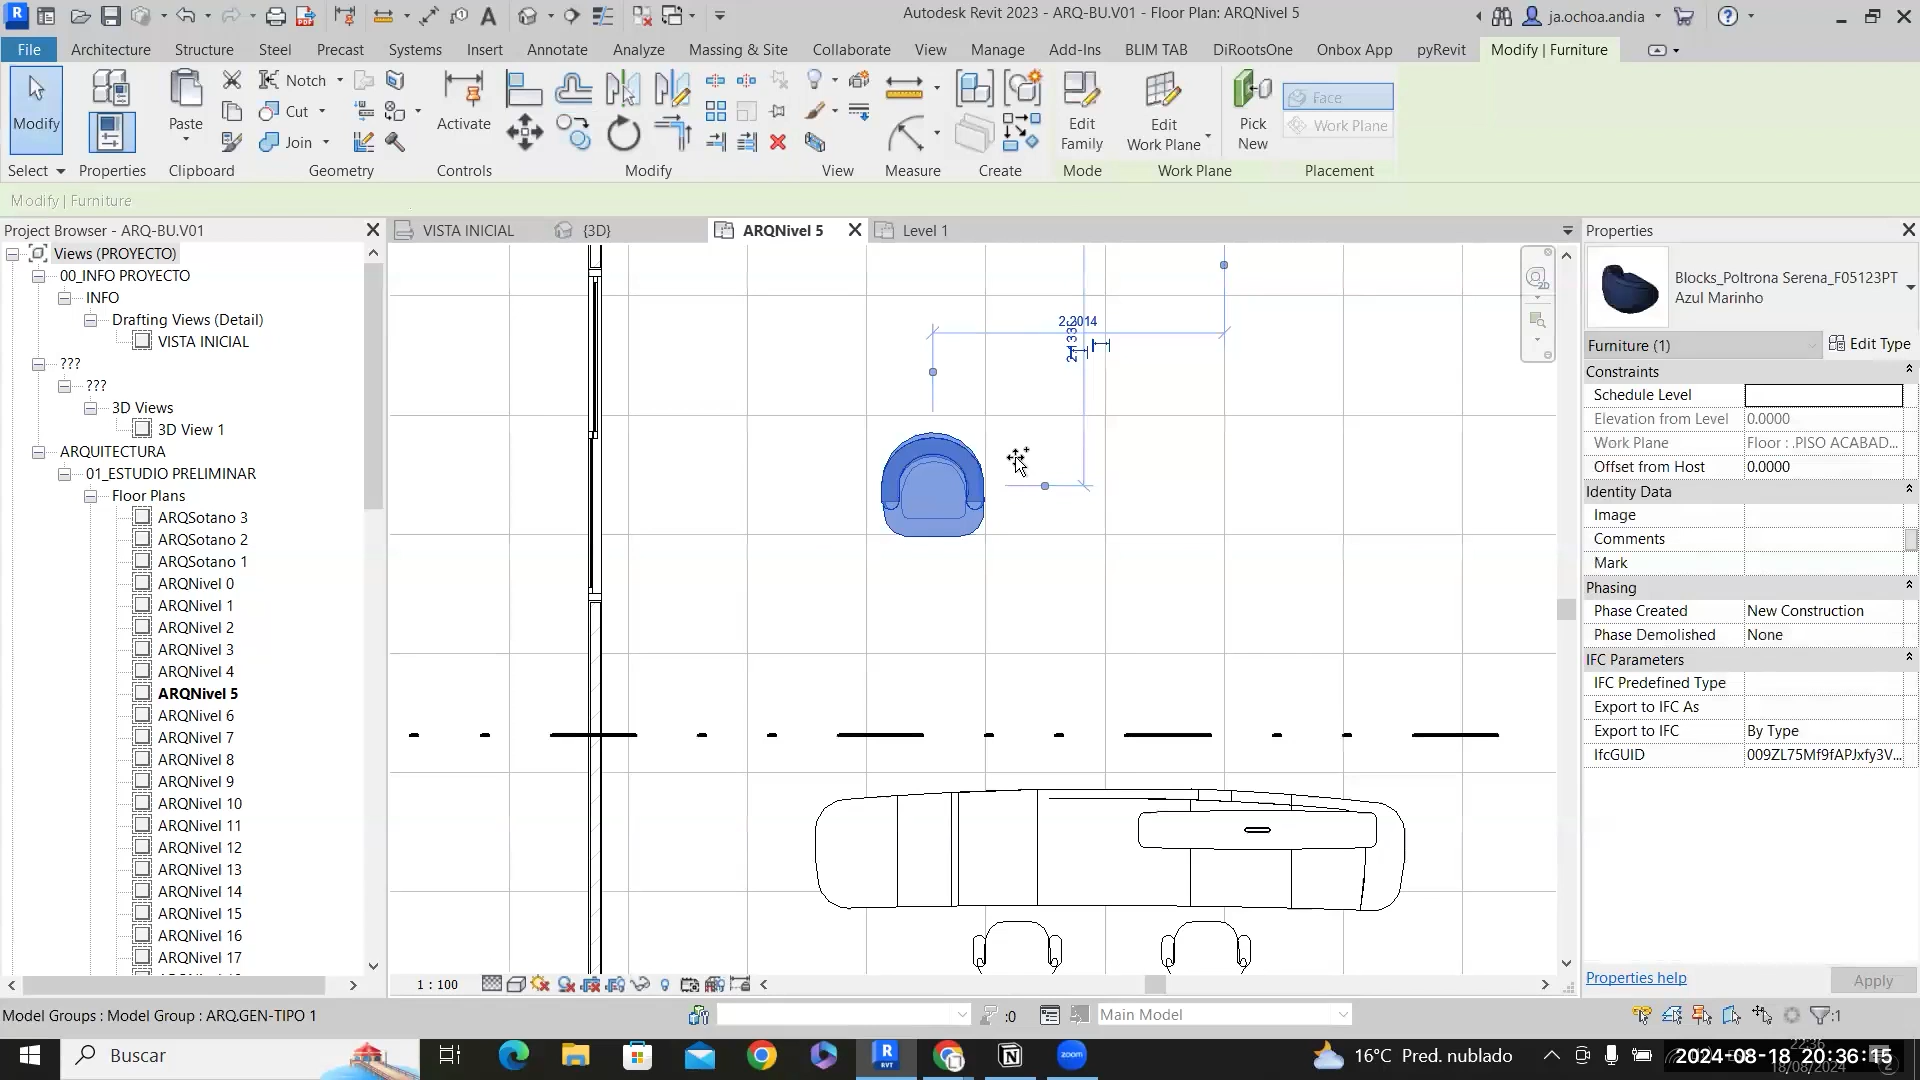 Autodesk Revit 2023 - ARQ-BU.V01 - Floor Plan: ARQNivel 5
ja.ochoa.andia
File Architecture Structure Steel Precast Systems Insert Annotate Analyze Massing & Site Collaborate View Manage Add-Ins BLIM TAB DiRootsOne Onbox App pyRevit Modify | Furniture
Modify
Paste
Notch
Cut
Join
Activate
Edit
Family
Edit
Work Plane
Pick
New
Face
Work Plane
Select Properties Clipboard Geometry Controls Modify View Measure Create Mode Work Plane Placement
Modify | Furniture
Project Browser - ARQ-BU.V01
Views (PROYECTO)
00_INFO PROYECTO
INFO
Drafting Views (Detail)
VISTA INICIAL
???
???
3D Views
3D View 1
ARQUITECTURA
01_ESTUDIO PRELIMINAR
Floor Plans
ARQSotano 3
ARQSotano 2
ARQSotano 1
ARQNivel 0
ARQNivel 1
ARQNivel 2
ARQNivel 3
ARQNivel 4
ARQNivel 5
ARQNivel 6
ARQNivel 7
ARQNivel 8
ARQNivel 9
ARQNivel 10
ARQNivel 11
ARQNivel 12
ARQNivel 13
ARQNivel 14
ARQNivel 15
ARQNivel 16
ARQNivel 17
VISTA INICIAL {3D} ARQNivel 5 Level 1
2.2014
1 : 100
Properties
Blocks_Poltrona Serena_F05123PT
Azul Marinho
Furniture (1) Edit Type
Constraints
Schedule Level
Elevation from Level 0.0000
Work Plane Floor : .PISO ACABAD...
Offset from Host 0.0000
Identity Data
Image
Comments
Mark
Phasing
Phase Created New Construction
Phase Demolished None
IFC Parameters
IFC Predefined Type
Export to IFC As
Export to IFC By Type
IfcGUID 009ZL75Mf9fAPJxfy3V...
Properties help Apply
Model Groups : Model Group : ARQ.GEN-TIPO 1
:0
Main Model
:1
Buscar
zoom
16°C Pred. nublado
22:36
2024-08-18 20:36:15
18/08/2024